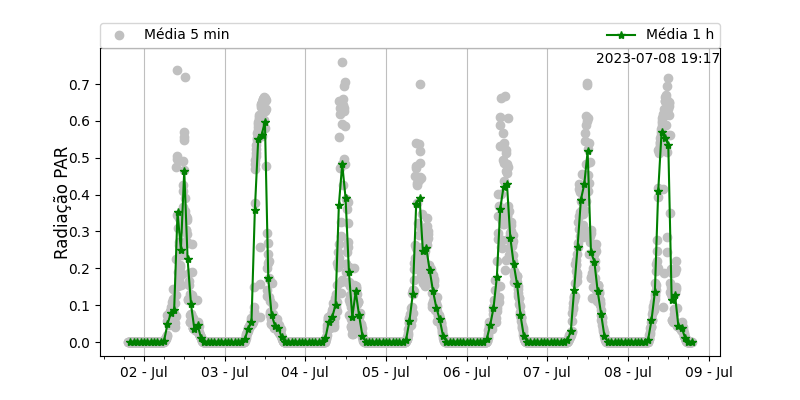 Média 5 min
Média 1 h
2023-07-08 19:17
Radiação PAR
0.7
0.6
0.5
0.4
0.3
0.2
0.1
0.0
02 - Jul
03 - Jul
04 - Jul
05 - Jul
06 - Jul
07 - Jul
08 - Jul
09 - Jul